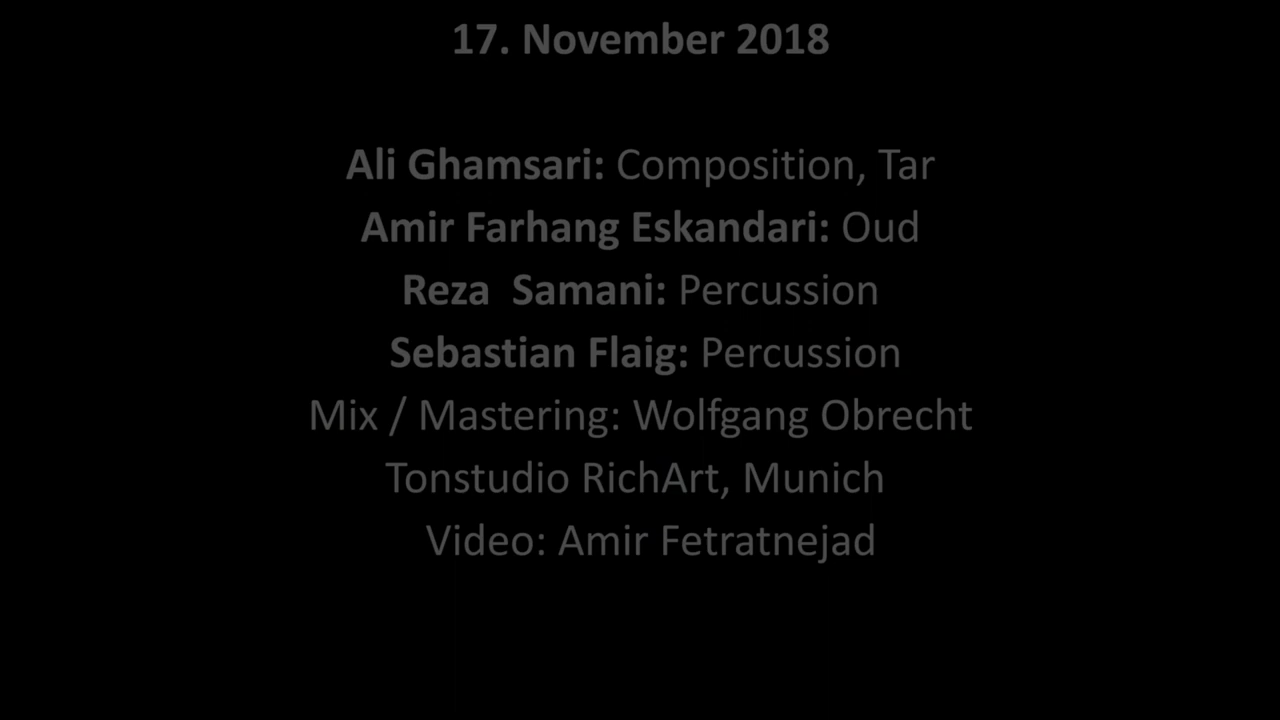 17. November 2018
Ali Ghamsari: Composition, Tar
Amir Farhang Eskandari: Oud
Reza  Samani: Percussion
Sebastian Flaig: Percussion
Mix / Mastering: Wolfgang Obrecht
Tonstudio RichArt, Munich
Video: Amir Fetratnejad